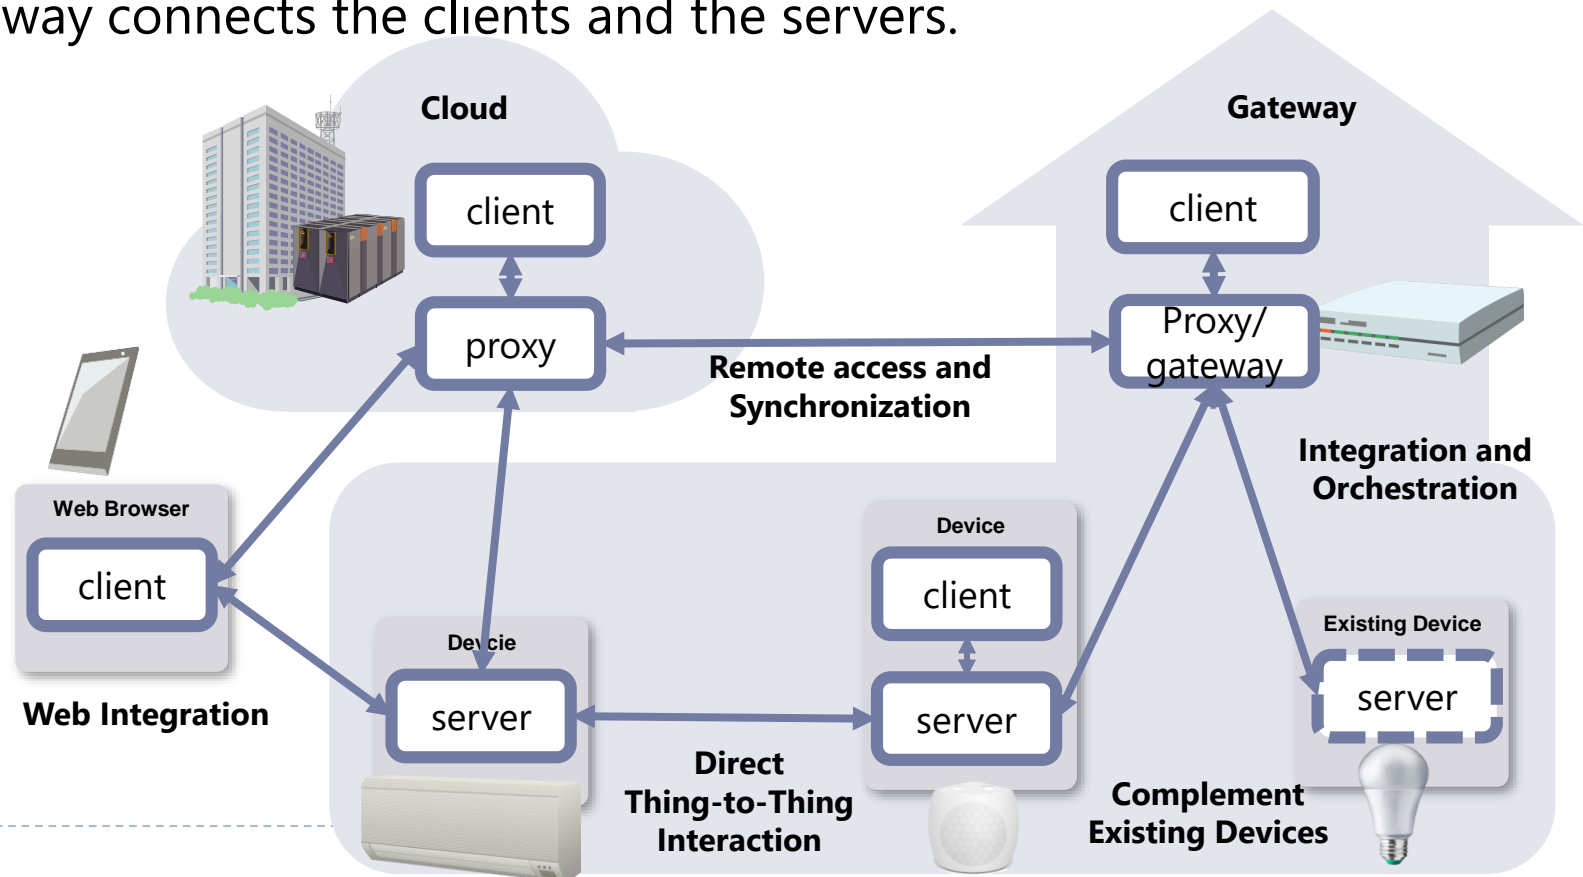 way connects the clients and the servers.
Cloud
Gateway
client
client
proxy
Proxy/
gateway
Remote access and
Synchronization
Integration and
Orchestration
Web Browser
client
Web Integration
Device
client
server
Devcie
server
Existing Device
server
Direct
Thing-to-Thing
Interaction
Complement
Existing Devices